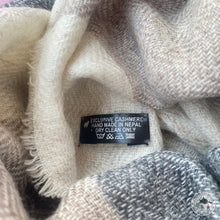 EXCLUSIVE CASHMERE
HAND MADE IN NEPAL
• DRY CLEAN ONLY